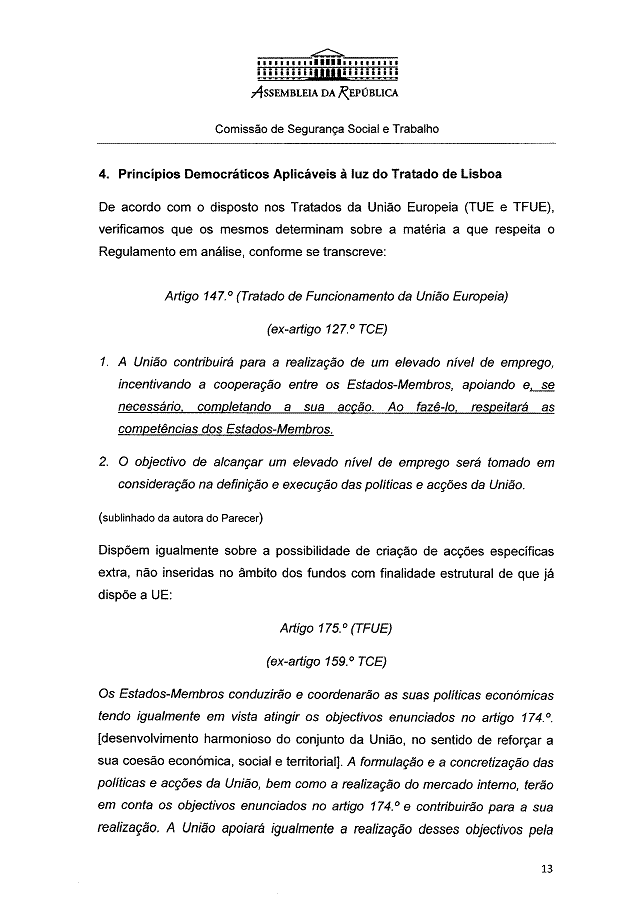 ASSEMBLEIA DA REPÚBLICA
Comissão de Segurança Social e Trabalho
4. Princípios Democráticos Aplicáveis à luz do Tratado de Lisboa
De acordo com o disposto nos Tratados da União Europeia (TUE e TFUE),
verificamos que os mesmos determinam sobre a matéria a que respeita o
Regulamento em análise, conforme se transcreve:
Artigo 147.º (Tratado de Funcionamento da União Europeia)
(ex-artigo 127.º TCE)
1. A União contribuirá para a realização de um elevado nível de emprego,
incentivando a cooperação entre os Estados-Membros, apoiando e, se
necessário, completando a sua acção. Ao fazê-lo, respeitará as
competências dos Estados-Membros.
2. O objectivo de alcançar um elevado nível de emprego será tomado em
consideração na definição e execução das políticas e acções da União.
(sublinhado da autora do Parecer)
Dispõem igualmente sobre a possibilidade de criação de acções específicas
extra, não inseridas no âmbito dos fundos com finalidade estrutural de que já
dispõe a UE:
Artigo 175.º (TFUE)
(ex-artigo 159.º TCE)
Os Estados-Membros conduzirão e coordenarão as suas políticas económicas
tendo igualmente em vista atingir os objectivos enunciados no artigo 174.º.
[desenvolvimento harmonioso do conjunto da União, no sentido de reforçar a
sua coesão económica, social e territorial]. A formulação e a concretização das
políticas e acções da União, bem como a realização do mercado interno, terão
em conta os objectivos enunciados no artigo 174.º e contribuirão para a sua
realização. A União apoiará igualmente a realização desses objectivos pela
13